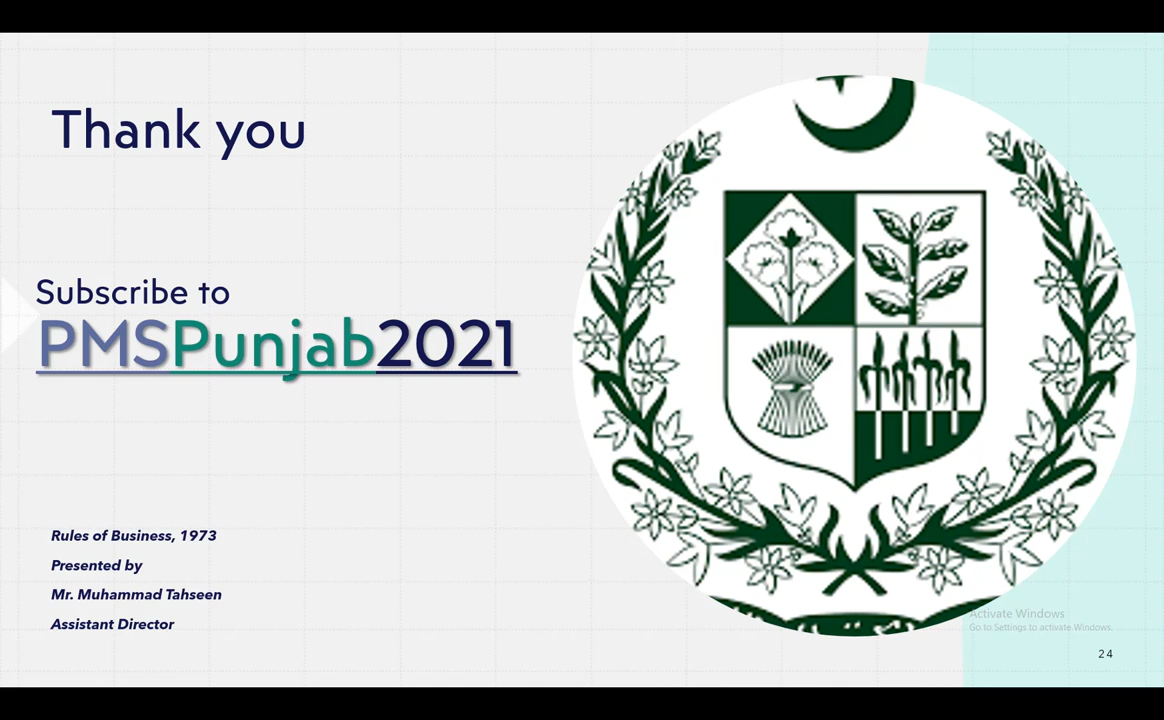 Thank you
Subscribe to
PMSPunjab2021
Rules of Business, 1973
Presented by
Mr. Muhammad Tahseen
Assistant Director
Activate Windows
Go to Settings to activate Windows.
24